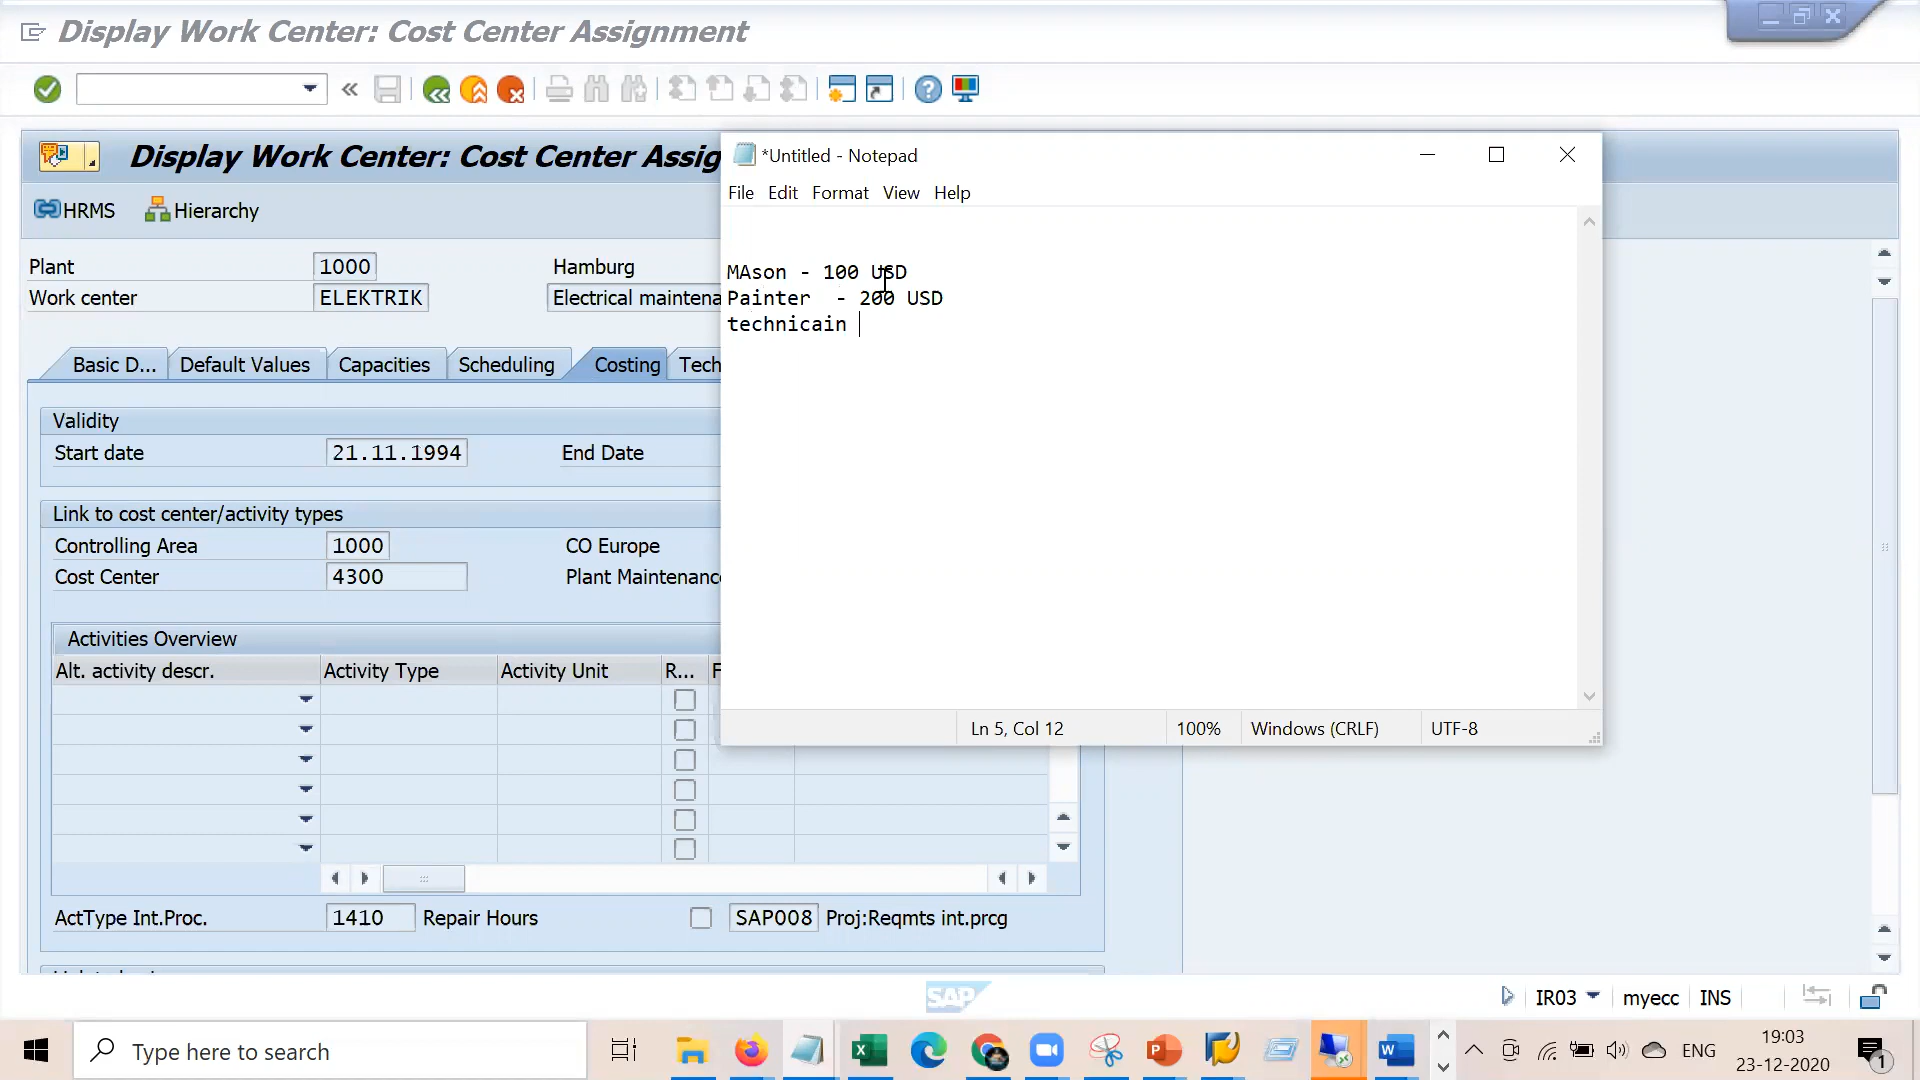 Display Work Center: Cost Center Assignment
Display Work Center: Cost Center Assig
HRMS Hierarchy
Plant 1000 Hamburg
Work center ELEKTRIK Electrical maintena
Basic D... Default Values Capacities Scheduling Costing Tech
Validity
Start date 21.11.1994 End Date
Link to cost center/activity types
Controlling Area 1000 CO Europe
Cost Center 4300 Plant Maintenance
Activities Overview
Alt. activity descr. Activity Type Activity Unit R... F
ActType Int.Proc. 1410 Repair Hours SAP008 Proj:Reqmts int.prcg
*Untitled - Notepad
File Edit Format View Help
MAson - 100 USD
Painter  - 200 USD
technicain
Ln 5, Col 12 100% Windows (CRLF) UTF-8
SAP
IR03 myecc INS
Type here to search
ENG
19:03
23-12-2020
1